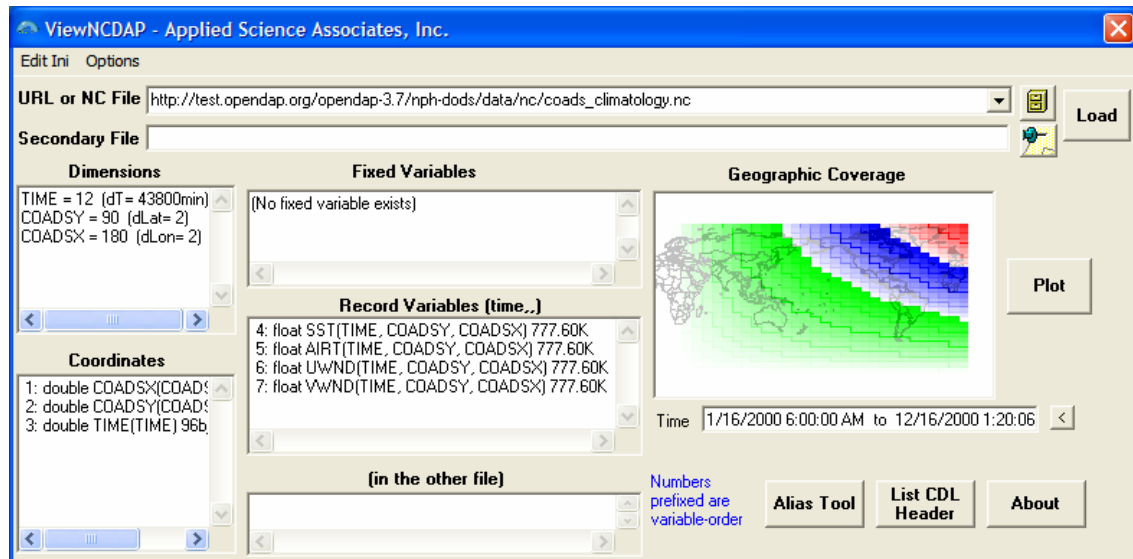 ViewNCDAP - Applied Science Associates, Inc.
Edit Ini Options
URL or NC File http://test.opendap.org/opendap-3.7/nph-dods/data/nc/coads_climatology.nc
Load
Secondary File
Dimensions
TIME = 12 (dT= 43800min)
COADSY = 90 (dLat= 2)
COADSX = 180 (dLon= 2)
Fixed Variables
(No fixed variable exists)
Geographic Coverage
Plot
Record Variables (time,,)
4: float SST(TIME, COADSY, COADSX) 777.60K
5: float AIRT(TIME, COADSY, COADSX) 777.60K
6: float UWND(TIME, COADSY, COADSX) 777.60K
7: float VWND(TIME, COADSY, COADSX) 777.60K
Coordinates
1: double COADSX(COADS
2: double COADSY(COADS
3: double TIME(TIME) 96b
Time 1/16/2000 6:00:00 AM to 12/16/2000 1:20:06 <
(in the other file)
Numbers
prefixed are
variable-order
Alias Tool
List CDL
Header
About